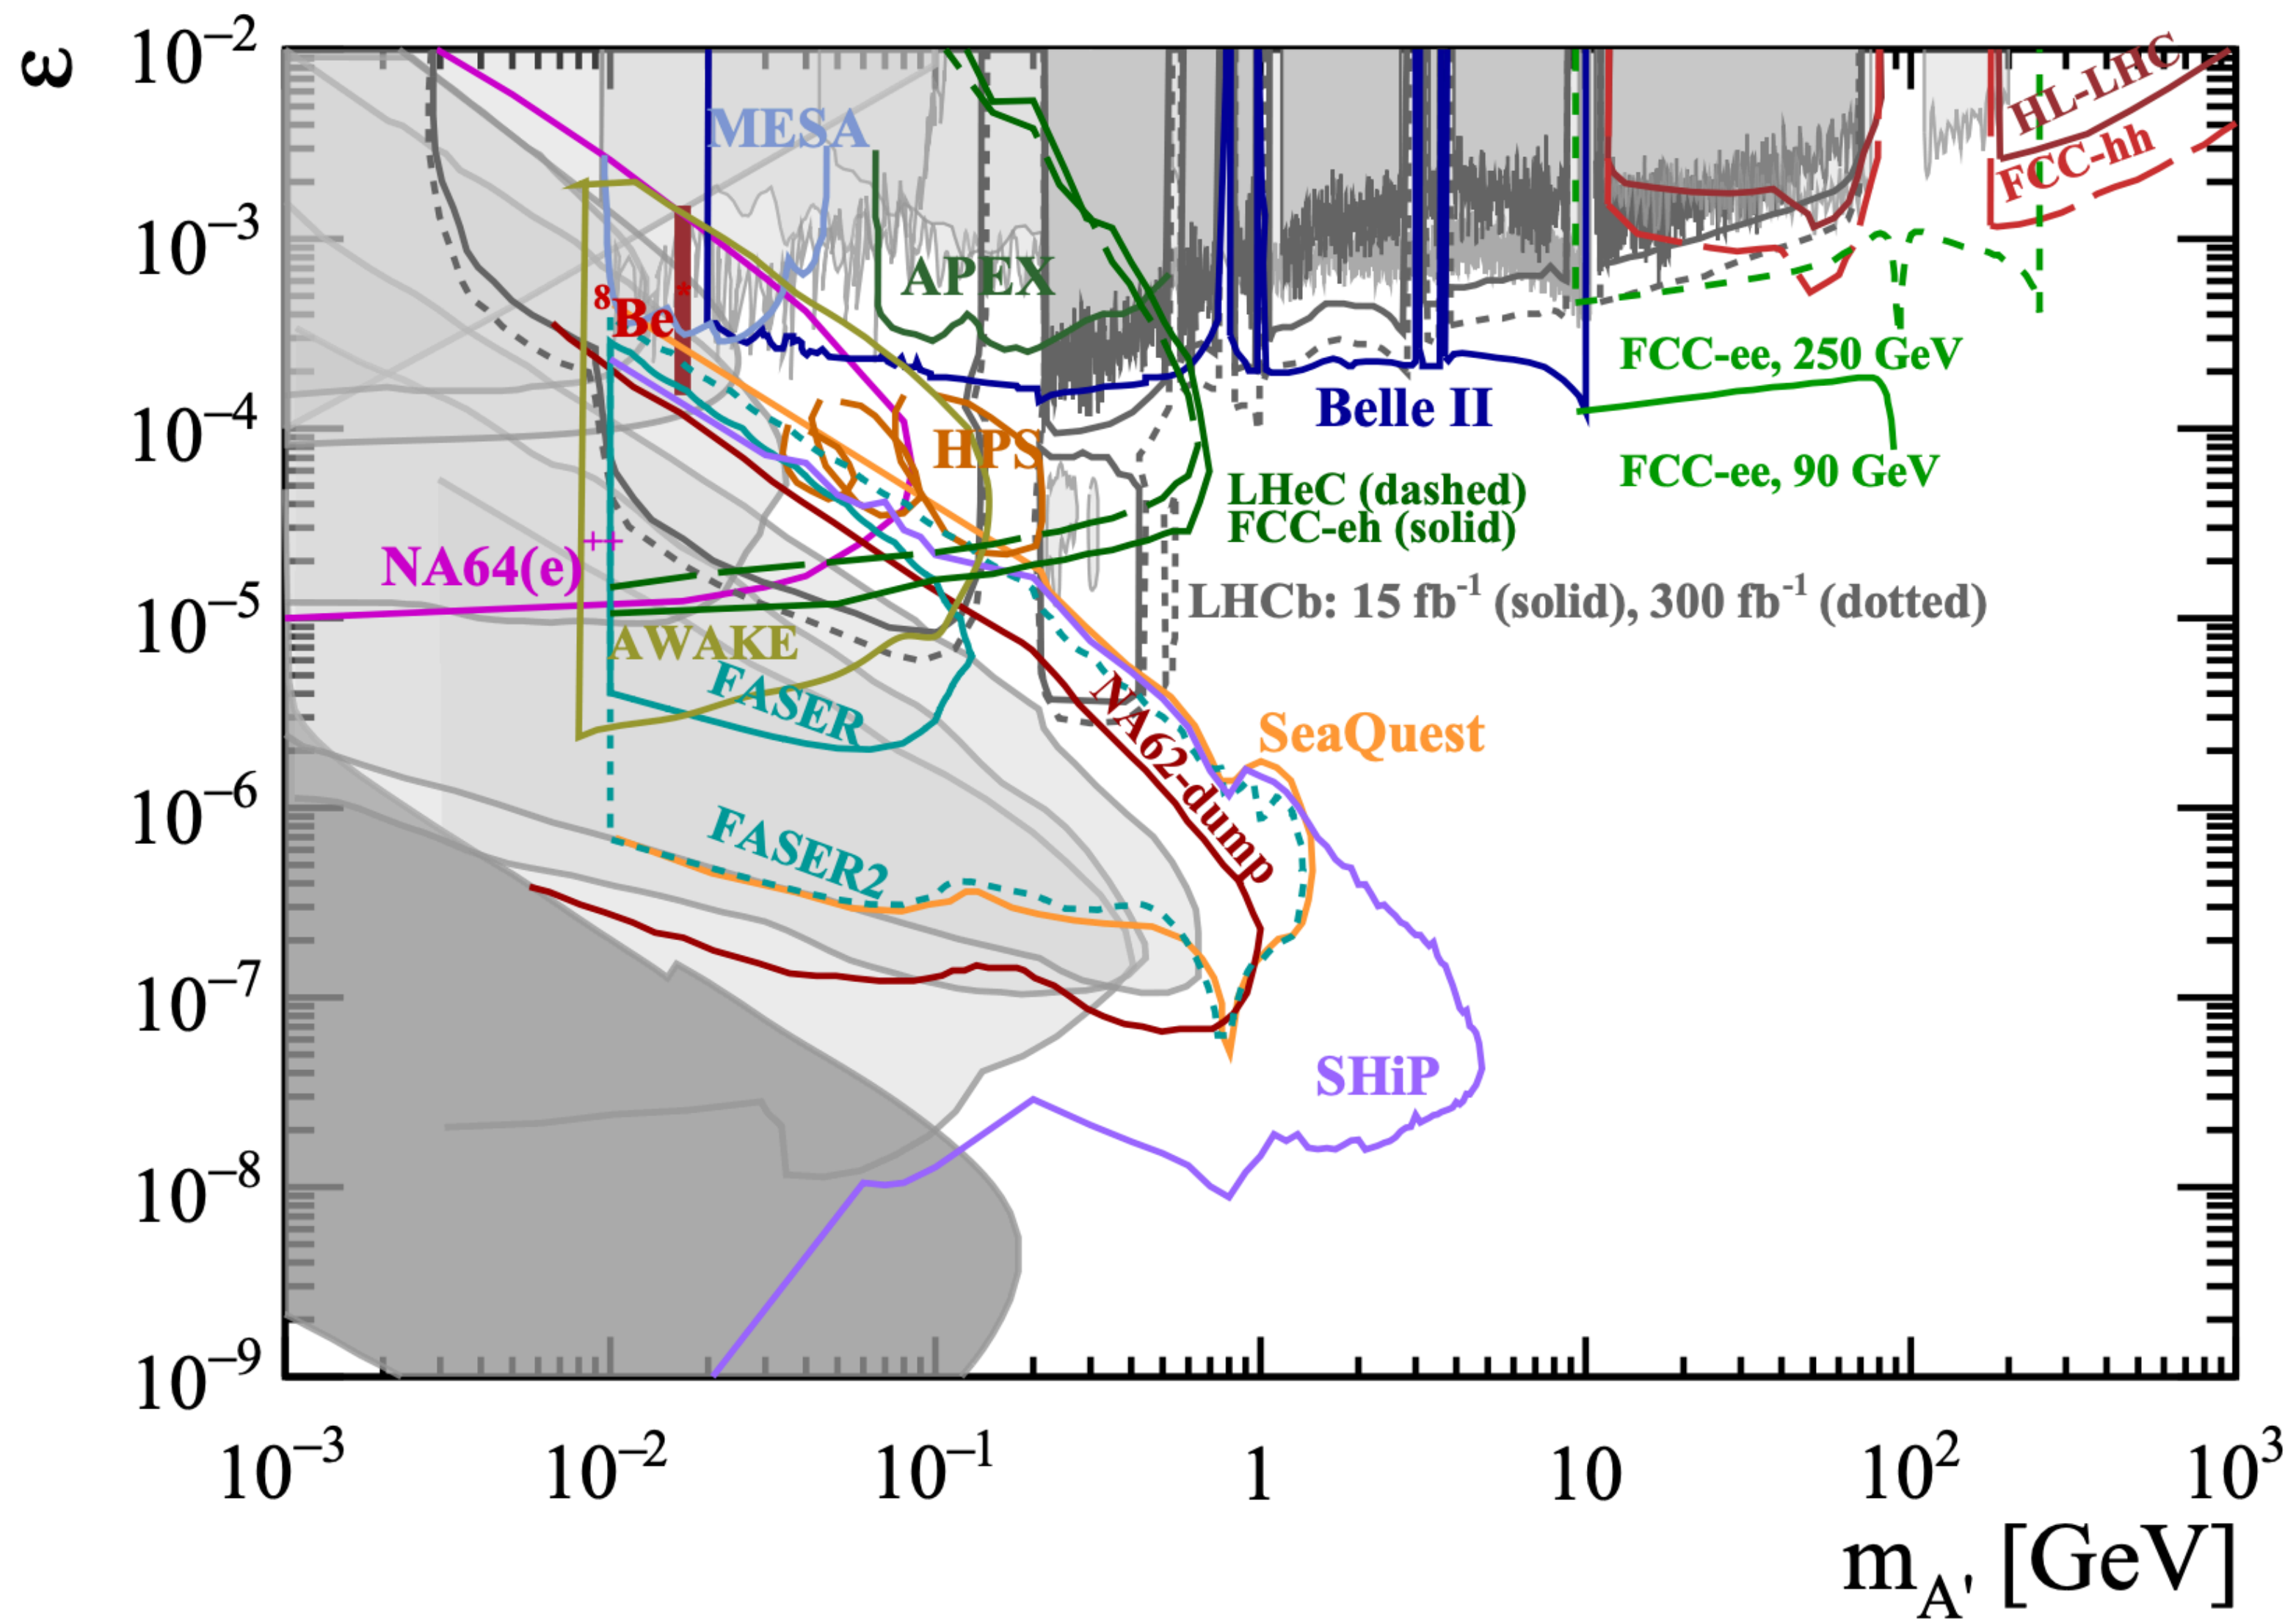 ε
10⁻²
10⁻³
10⁻⁴
10⁻⁵
10⁻⁶
10⁻⁷
10⁻⁸
10⁻⁹
HL-LHC
FCC-hh
MESA
APEX
⁸Be*
FCC-ee, 250 GeV
Belle II
HPS
FCC-ee, 90 GeV
LHeC (dashed)
FCC-eh (solid)
NA64(e)⁺⁺
LHCb: 15 fb⁻¹ (solid), 300 fb⁻¹ (dotted)
AWAKE
FASER
NA62-dump
SeaQuest
FASER2
SHiP
10⁻³ 10⁻² 10⁻¹ 1 10 10² 10³
m_A' [GeV]